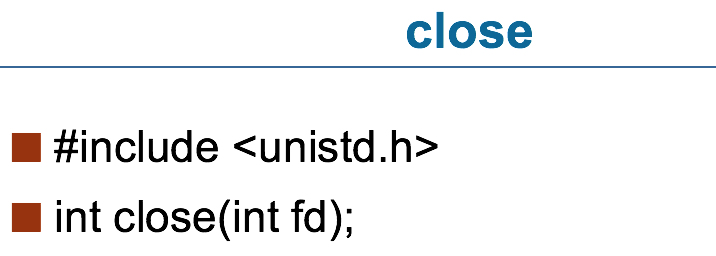 close
#include <unistd.h>
int close(int fd);